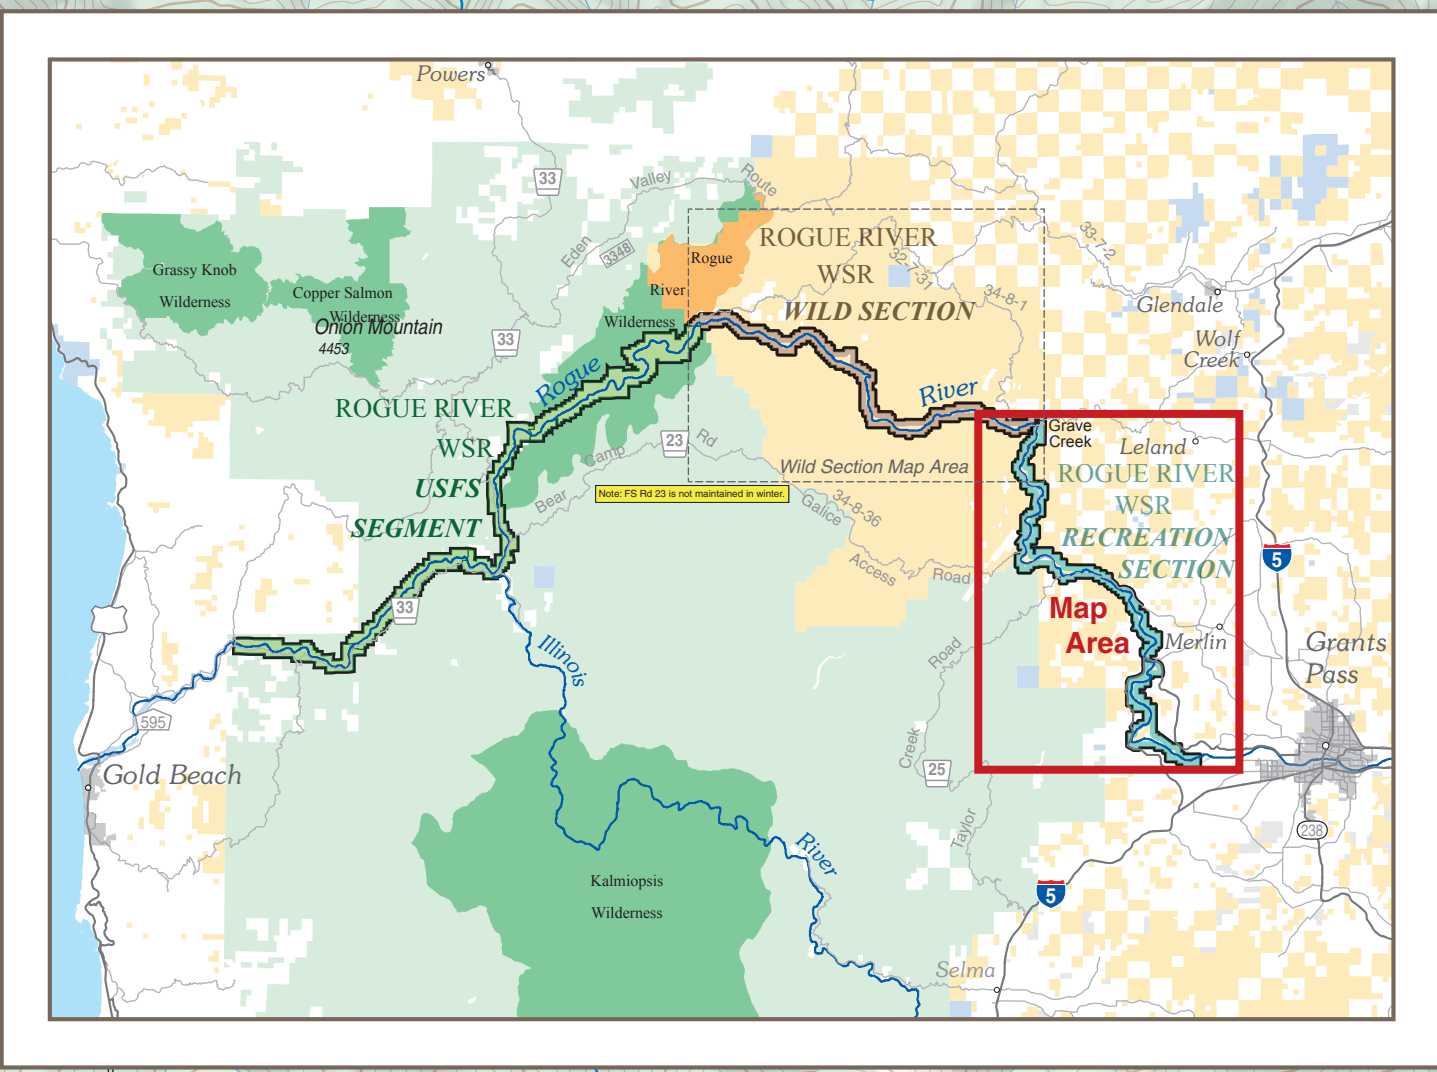 Powers
33
Valley
Route
Eden
3348
ROGUE RIVER
WSR
WILD SECTION
32-7-31
33-7-2
34-8-1
Grassy Knob
Wilderness
Copper Salmon
Wilderness
Onion Mountain
4453
Rogue
River
Wilderness
Glendale
Wolf
Creek
33
Rogue
River
ROGUE RIVER
WSR
USFS
SEGMENT
23
Rd
Camp
Bear
Wild Section Map Area
Note: FS Rd 23 is not maintained in winter.
34-8-36
Galice
Access
Road
Grave
Creek
Leland
ROGUE RIVER
WSR
RECREATION
SECTION
5
Map
Area
Merlin
Grants
Pass
33
Illinois
Road
Creek
25
Taylor
595
Gold Beach
238
River
5
Kalmiopsis
Wilderness
Selma